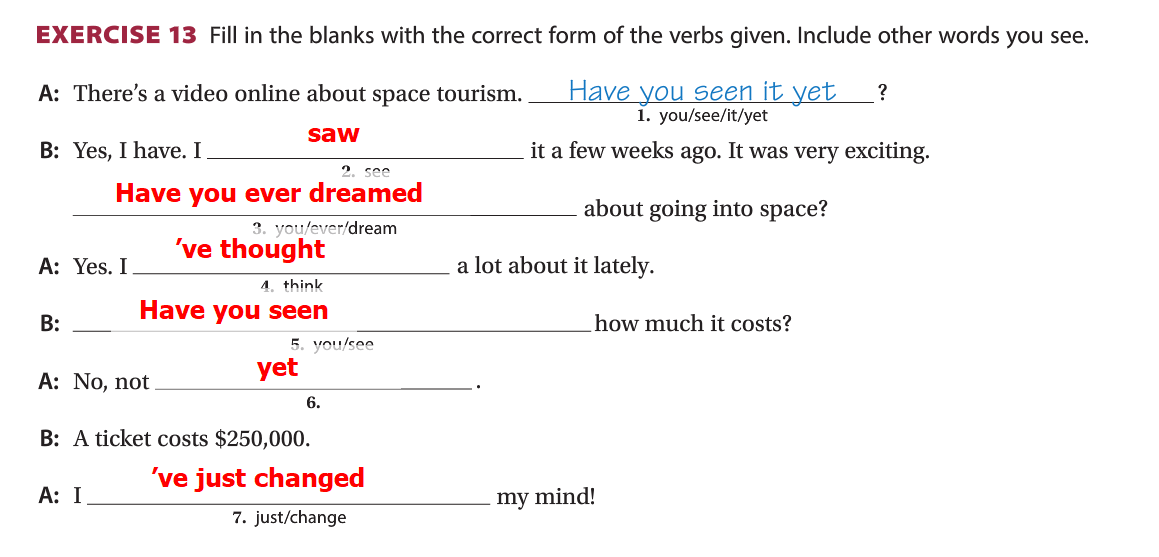 EXERCISE 13 Fill in the blanks with the correct form of the verbs given. Include other words you see.
A: There's a video online about space tourism. Have you seen it yet ?
1. you/see/it/yet
B: Yes, I have. I saw it a few weeks ago. It was very exciting.
2. see
Have you ever dreamed about going into space?
3. you/ever/dream
A: Yes. I 've thought a lot about it lately.
4. think
B: Have you seen how much it costs?
5. you/see
A: No, not yet .
6.
B: A ticket costs $250,000.
A: I 've just changed my mind!
7. just/change